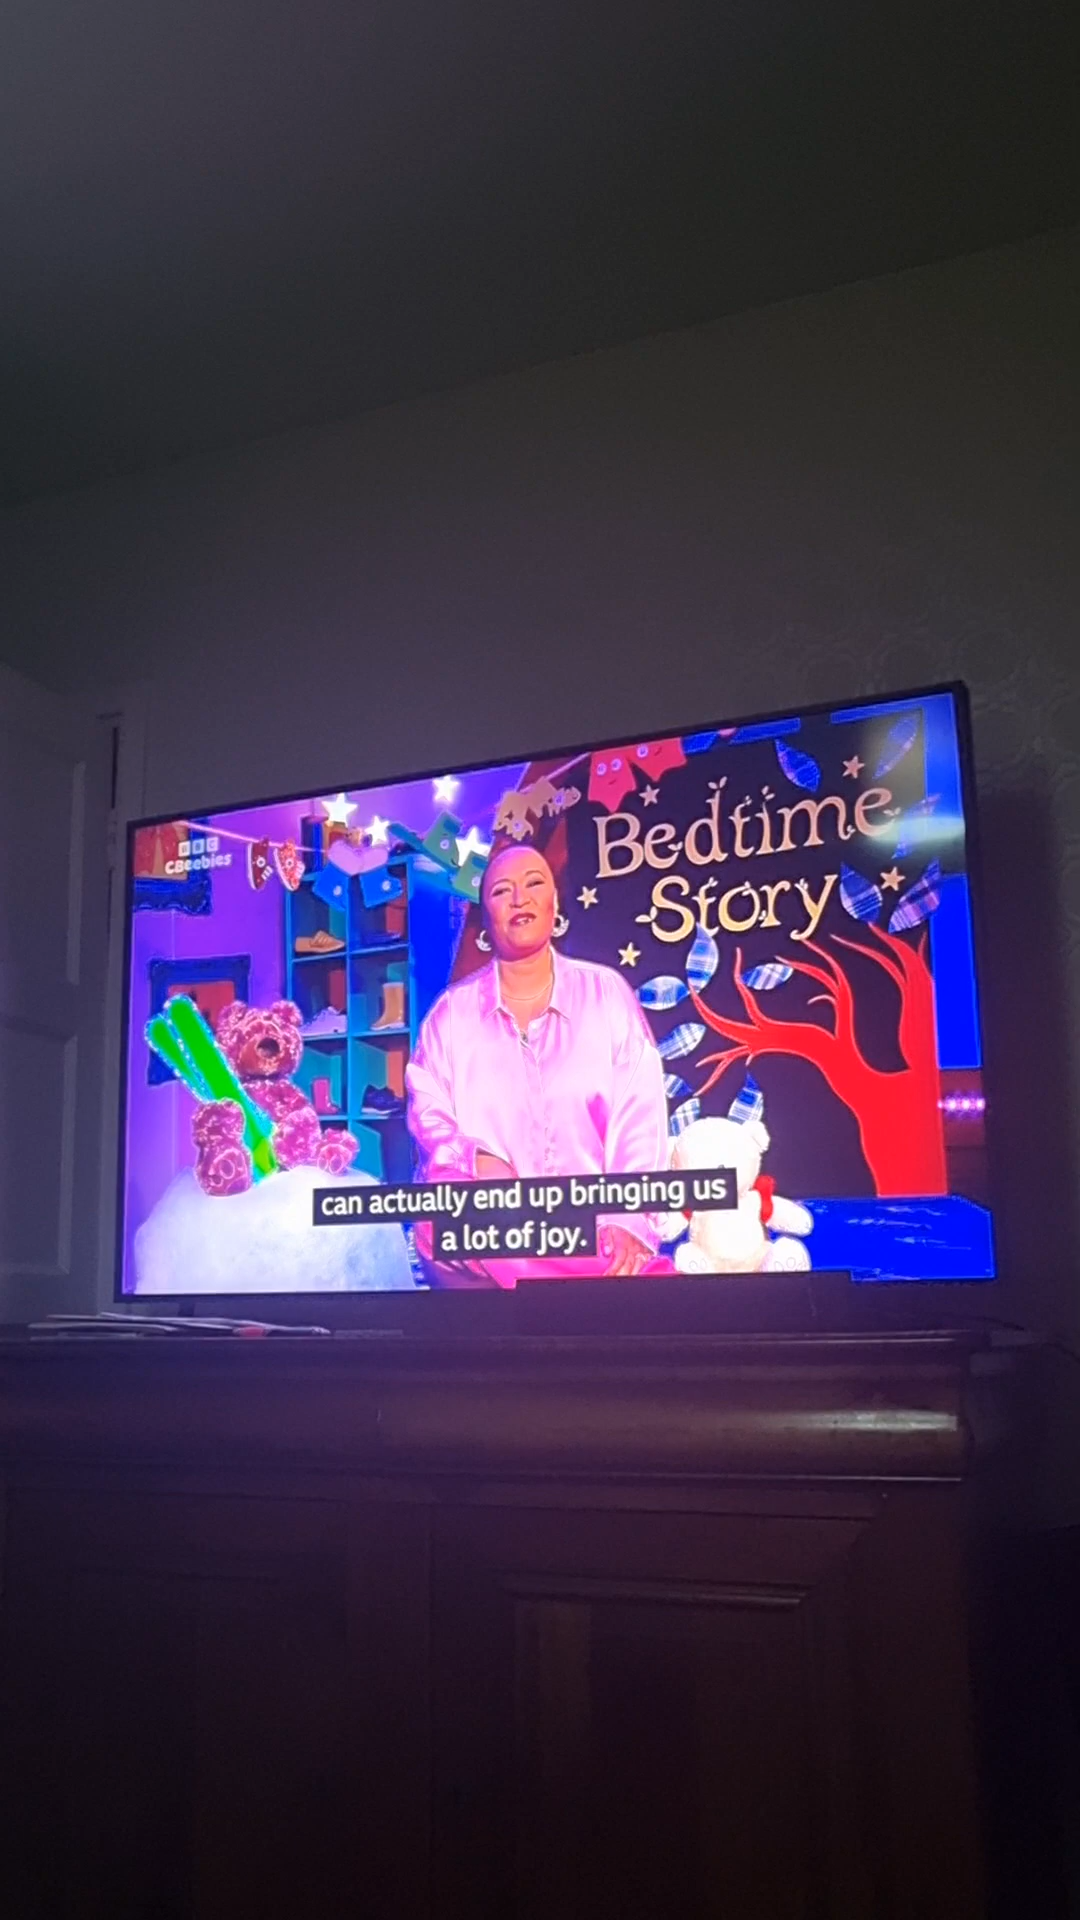 BBC
CBeebies
Bedtime
Story
can actually end up bringing us
a lot of joy.